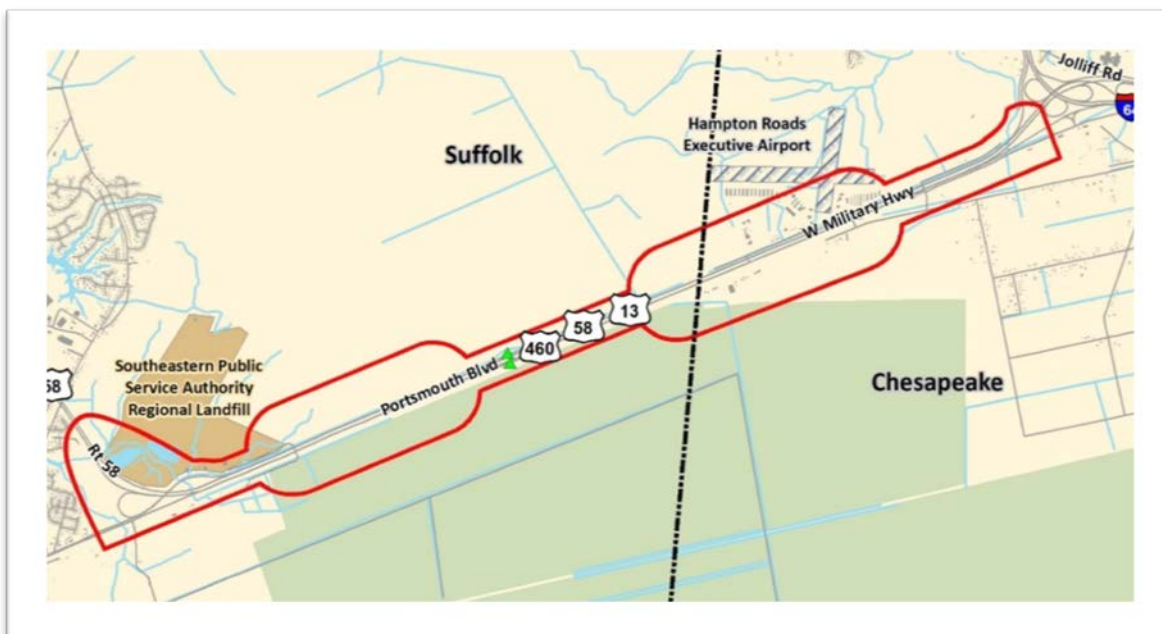 Jolliff Rd
64
Hampton Roads
Executive Airport
Suffolk
W Military Hwy
13
58
460
Portsmouth Blvd
Southeastern Public
Service Authority
Regional Landfill
58
Chesapeake
Rt 58